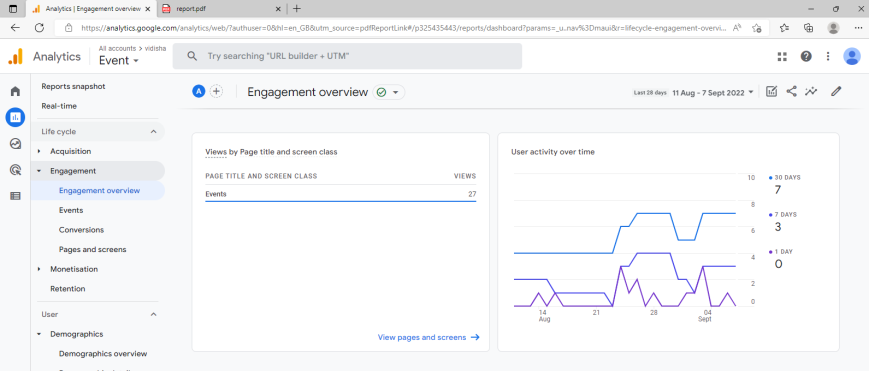 Analytics | Engagement overview
report.pdf
https://analytics.google.com/analytics/web/?authuser=0&hl=en_GB&utm_source=pdfReportLink#/p325435443/reports/dashboard?params=_u..nav%3Dmaui&r=lifecycle-engagement-overvi...
Analytics
All accounts > vidisha
Event
Try searching "URL builder + UTM"
Reports snapshot
Real-time
Life cycle
Acquisition
Engagement
Engagement overview
Events
Conversions
Pages and screens
Monetisation
Retention
User
Demographics
Demographics overview
A
Engagement overview
Last 28 days 11 Aug - 7 Sept 2022
Views by Page title and screen class
PAGE TITLE AND SCREEN CLASS VIEWS
Events 27
View pages and screens
User activity over time
10
8
6
4
2
0
14 Aug
21
28
04 Sept
30 DAYS
7
7 DAYS
3
1 DAY
0